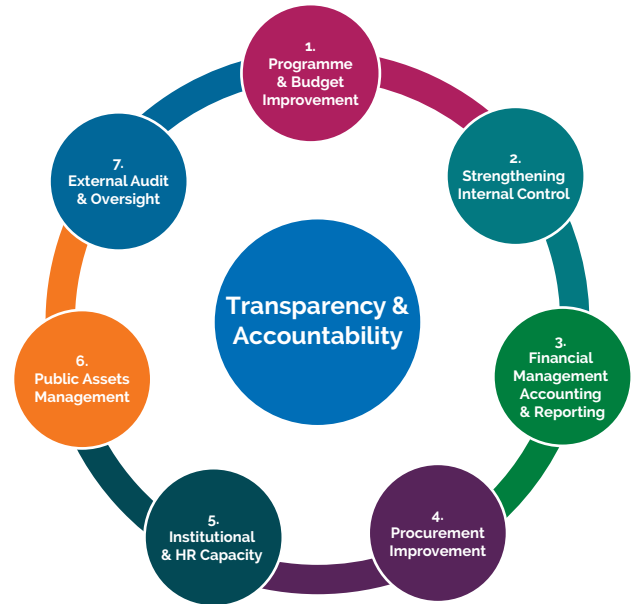 1.
Programme
& Budget
Improvement
2.
Strengthening
Internal Control
3.
Financial
Management
Accounting
& Reporting
4.
Procurement
Improvement
5.
Institutional
& HR Capacity
6.
Public Assets
Management
7.
External Audit
& Oversight
Transparency &
Accountability